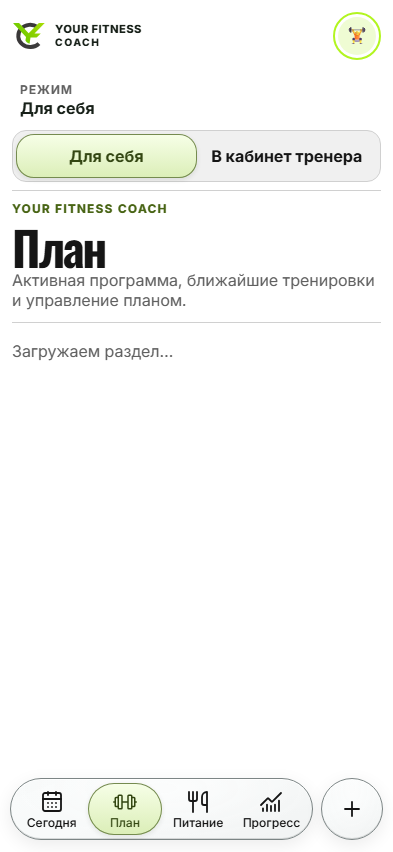 YOUR FITNESS
COACH
РЕЖИМ
Для себя
Для себя
В кабинет тренера
YOUR FITNESS COACH
План
Активная программа, ближайшие тренировки
и управление планом.
Загружаем раздел...
Сегодня
План
Питание
Прогресс